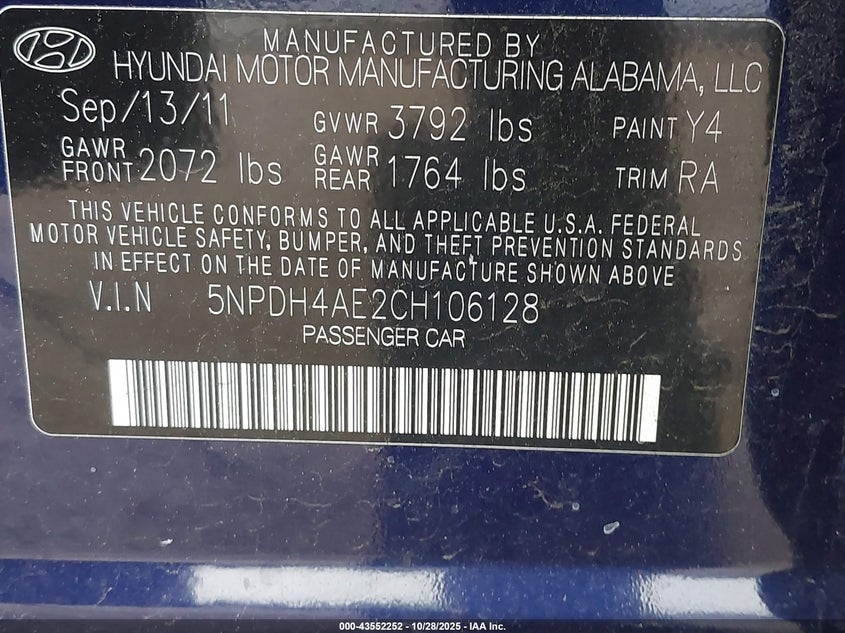 MANUFACTURED BY
HYUNDAI MOTOR MANUFACTURING ALABAMA, LLC
Sep/13/11 GVWR 3792 lbs PAINT Y4
GAWR FRONT 2072 lbs GAWR REAR 1764 lbs TRIM RA
THIS VEHICLE CONFORMS TO ALL APPLICABLE U.S.A. FEDERAL
MOTOR VEHICLE SAFETY, BUMPER, AND THEFT PREVENTION STANDARDS
IN EFFECT ON THE DATE OF MANUFACTURE SHOWN ABOVE.
V.I.N 5NPDH4AE2CH106128
PASSENGER CAR
000-43552252 - 10/28/2025 - IAA Inc.